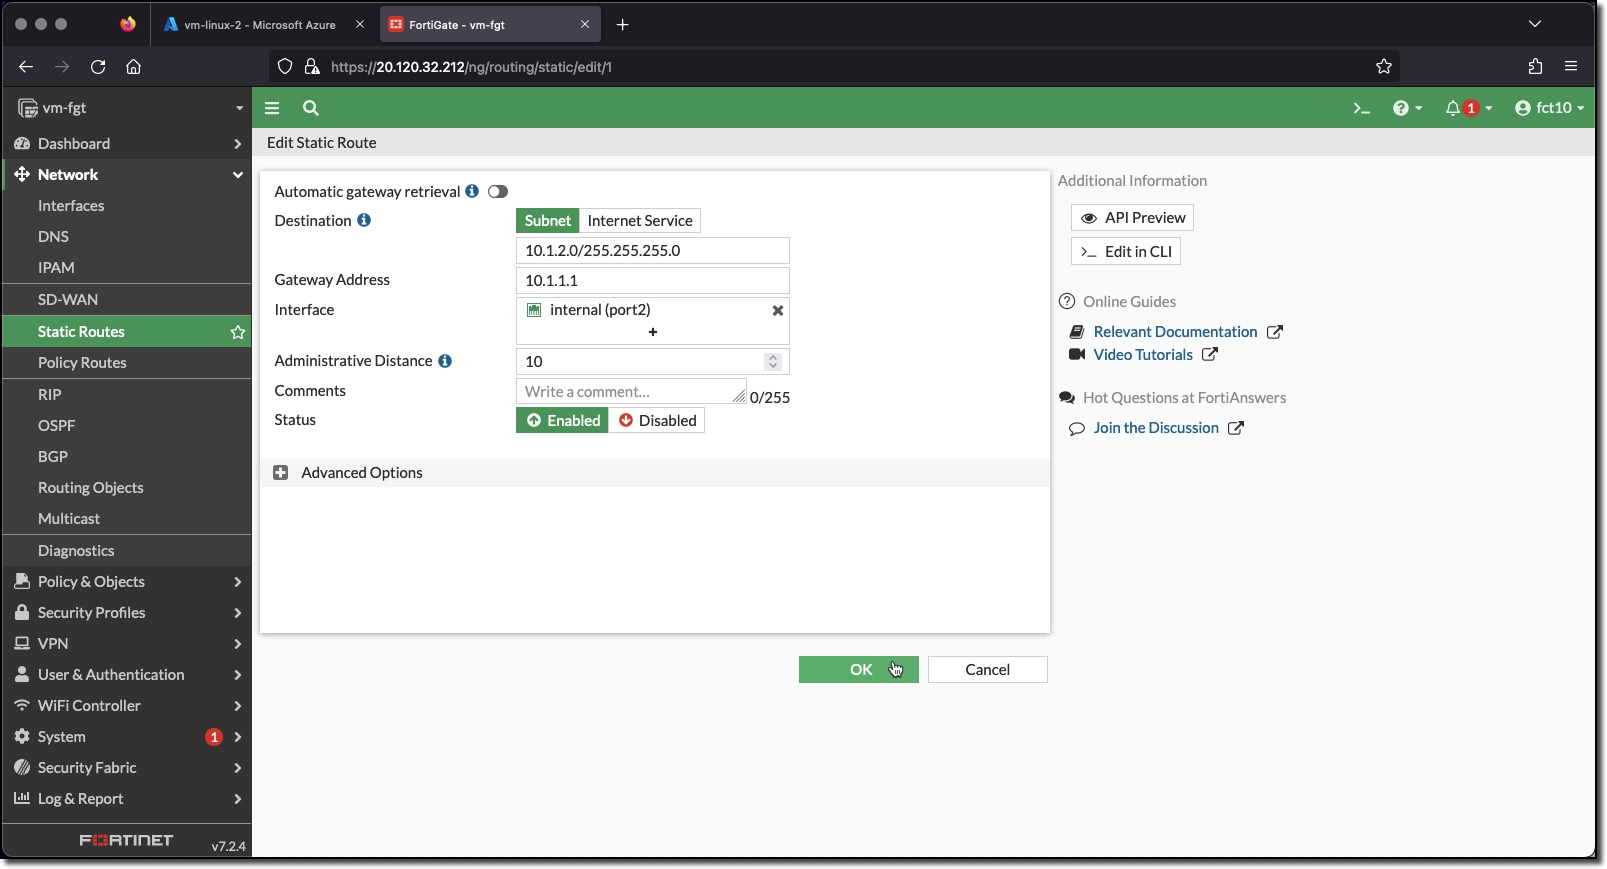 vm-linux-2 - Microsoft Azure
FortiGate - vm-fgt
https://20.120.32.212/ng/routing/static/edit/1
vm-fgt
1
fct10
Dashboard
Network
Interfaces
DNS
IPAM
SD-WAN
Static Routes
Policy Routes
RIP
OSPF
BGP
Routing Objects
Multicast
Diagnostics
Policy & Objects
Security Profiles
VPN
User & Authentication
WiFi Controller
System 1
Security Fabric
Log & Report
FORTINET v7.2.4
Edit Static Route
Automatic gateway retrieval
Destination Subnet Internet Service
10.1.2.0/255.255.255.0
Gateway Address 10.1.1.1
Interface internal (port2)
Administrative Distance 10
Comments Write a comment... 0/255
Status Enabled Disabled
Advanced Options
OK Cancel
Additional Information
API Preview
>_ Edit in CLI
Online Guides
Relevant Documentation
Video Tutorials
Hot Questions at FortiAnswers
Join the Discussion